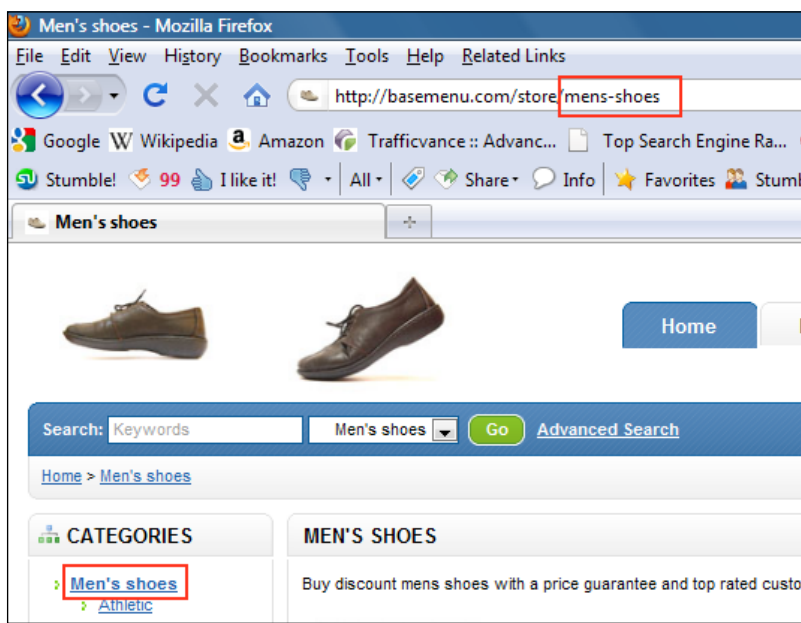 Men's shoes - Mozilla Firefox
File Edit View History Bookmarks Tools Help Related Links
http://basemenu.com/store/mens-shoes
Google W Wikipedia a Amazon Trafficvance :: Advanc... Top Search Engine Ra...
Stumble! 99 I like it! All Share Info Favorites Stumb
Men's shoes
Home
Search: Keywords Men's shoes Go Advanced Search
Home > Men's shoes
CATEGORIES
MEN'S SHOES
Men's shoes
Athletic
Buy discount mens shoes with a price guarantee and top rated custo